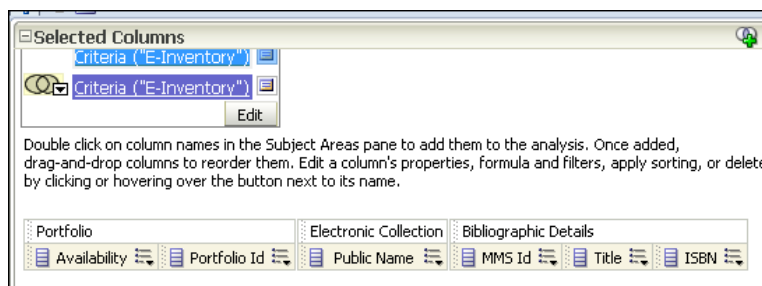 Selected Columns
Criteria ("E-Inventory")
Criteria ("E-Inventory")
Edit
Double click on column names in the Subject Areas pane to add them to the analysis. Once added,
drag-and-drop columns to reorder them. Edit a column's properties, formula and filters, apply sorting, or delete
by clicking or hovering over the button next to its name.
Portfolio Electronic Collection Bibliographic Details
Availability Portfolio Id Public Name MMS Id Title ISBN